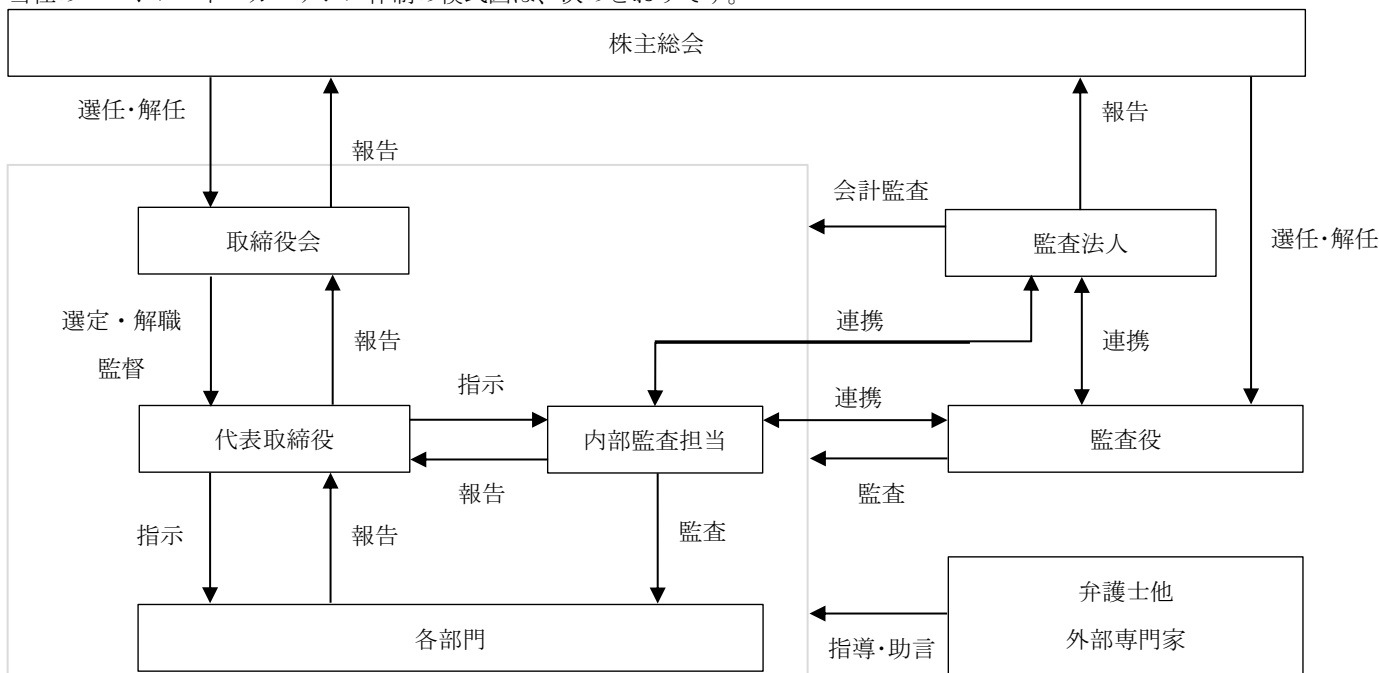 株主総会
選任・解任
報告
報告
会計監査
取締役会
監査法人
選任・解任
選定・解職
監督
報告
連携
連携
指示
連携
代表取締役
内部監査担当
監査役
報告
監査
指示
報告
監査
弁護士他
外部専門家
各部門
指導・助言